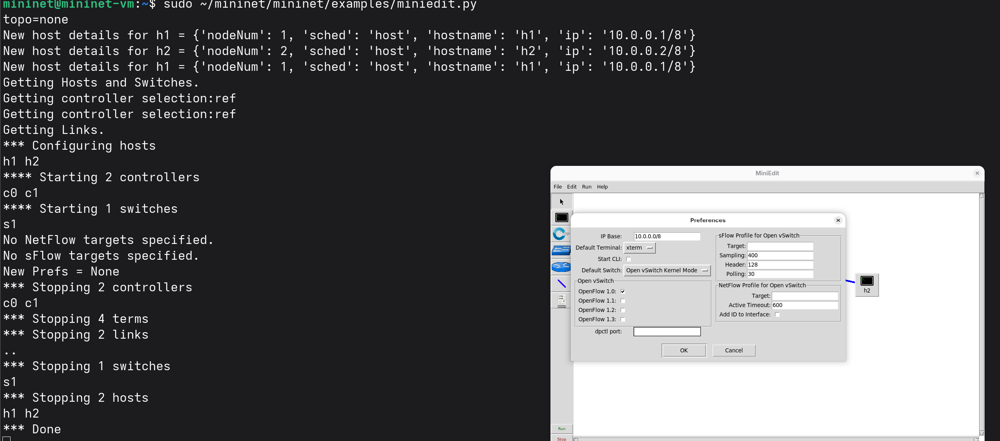 mininet@mininet-vm:~$ sudo ~/mininet/mininet/examples/miniedit.py
topo=none
New host details for h1 = {'nodeNum': 1, 'sched': 'host', 'hostname': 'h1', 'ip': '10.0.0.1/8'}
New host details for h2 = {'nodeNum': 2, 'sched': 'host', 'hostname': 'h2', 'ip': '10.0.0.2/8'}
New host details for h1 = {'nodeNum': 1, 'sched': 'host', 'hostname': 'h1', 'ip': '10.0.0.1/8'}
Getting Hosts and Switches.
Getting controller selection:ref
Getting controller selection:ref
Getting Links.
*** Configuring hosts
h1 h2
**** Starting 2 controllers
c0 c1
**** Starting 1 switches
s1
No NetFlow targets specified.
No sFlow targets specified.
New Prefs = None
*** Stopping 2 controllers
c0 c1
*** Stopping 4 terms
*** Stopping 2 links
..
*** Stopping 1 switches
s1
*** Stopping 2 hosts
h1 h2
*** Done
MiniEdit
File Edit Run Help
Preferences
IP Base: 10.0.0.0/8
Default Terminal: xterm
Start CLI:
Default Switch: Open vSwitch Kernel Mode
Open vSwitch
OpenFlow 1.0:
OpenFlow 1.1:
OpenFlow 1.2:
OpenFlow 1.3:
dpctl port:
sFlow Profile for Open vSwitch
Target:
Sampling: 400
Header: 128
Polling: 30
NetFlow Profile for Open vSwitch
Target:
Active Timeout: 600
Add ID to Interface:
OK Cancel
h2
Run
Stop